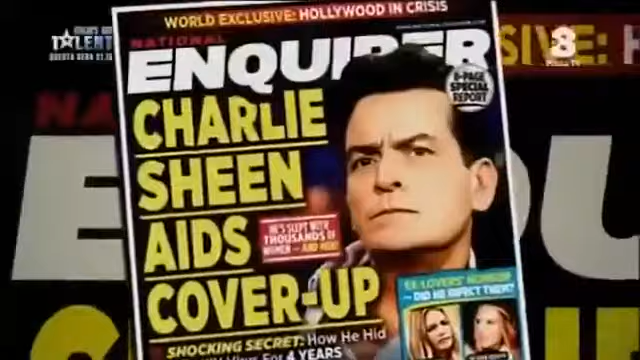 WORLD EXCLUSIVE: HOLLYWOOD IN CRISIS
NATIONAL
ENQUIRER
8-PAGE
SPECIAL
REPORT
CHARLIE
SHEEN
AIDS
COVER-UP
HE'S SLEPT WITH
THOUSANDS OF
WOMEN — AND MEN!
EX-LOVERS' HORROR
— DID HE INFECT THEM?
SHOCKING SECRET: How He Hid
Virus For 4 YEARS
TALENT
SIVE: H
8